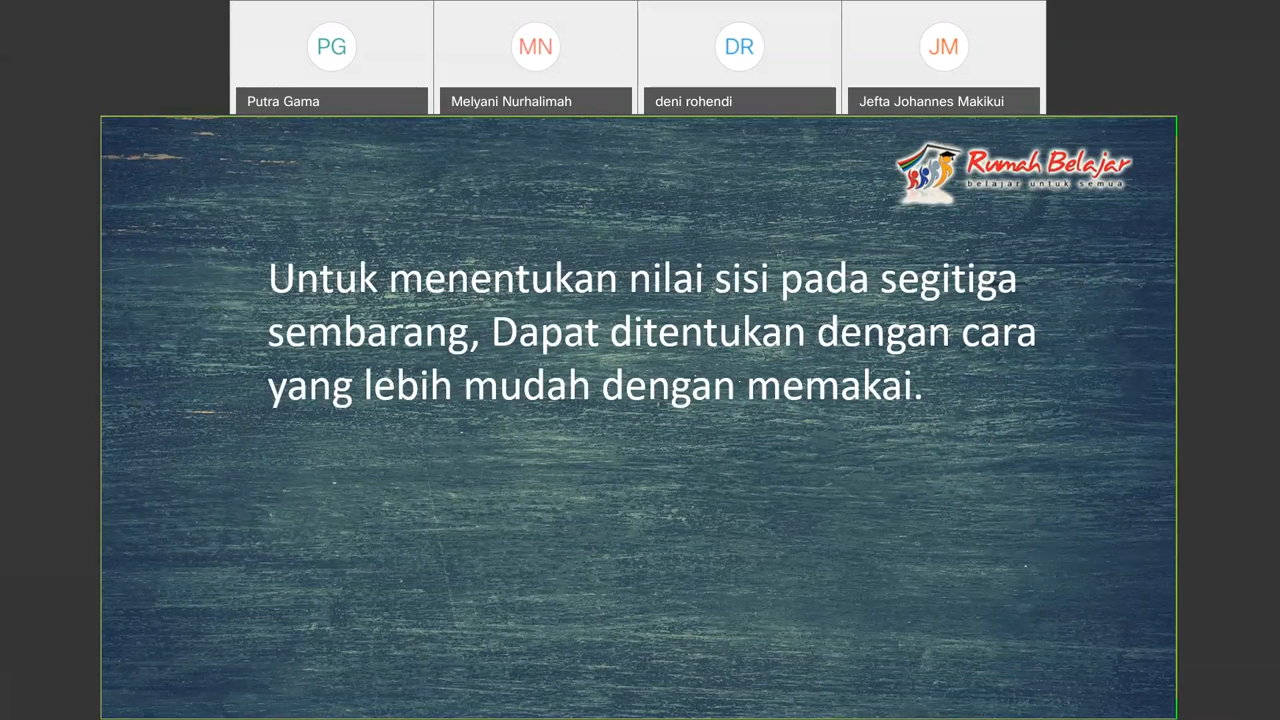 PG
MN
DR
JM
Putra Gama
Melyani Nurhalimah
deni rohendi
Jefta Johannes Makikui
Rumah Belajar
belajar untuk semua
Untuk menentukan nilai sisi pada segitiga
sembarang, Dapat ditentukan dengan cara
yang lebih mudah dengan memakai.